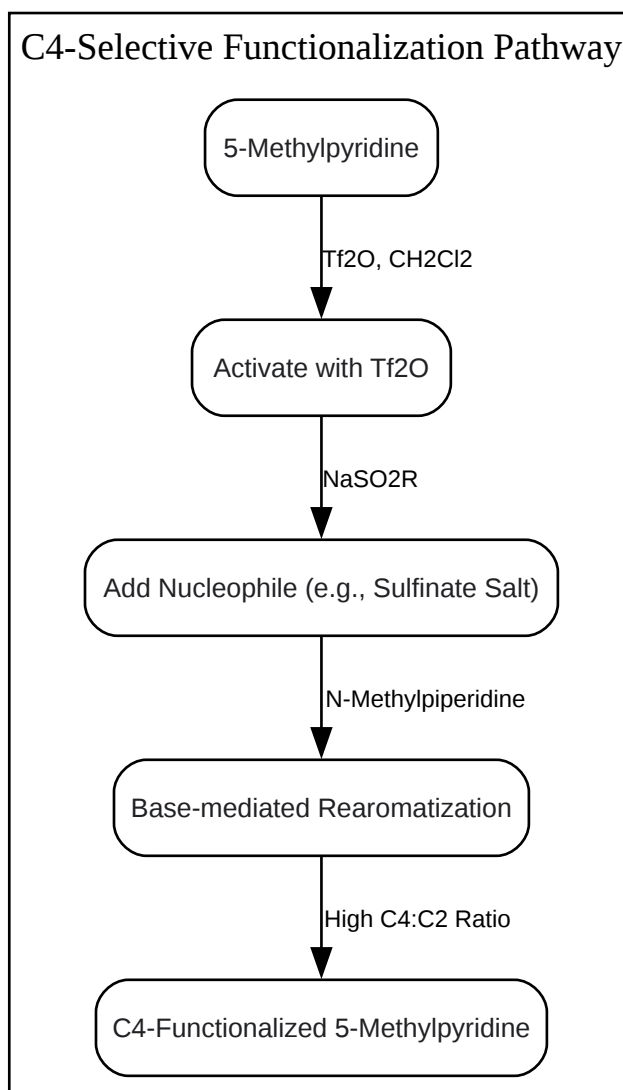 C4-Selective Functionalization Pathway
5-Methylpyridine
Tf2O, CH2Cl2
Activate with Tf2O
NaSO2R
Add Nucleophile (e.g., Sulfinate Salt)
N-Methylpiperidine
Base-mediated Rearomatization
High C4:C2 Ratio
C4-Functionalized 5-Methylpyridine